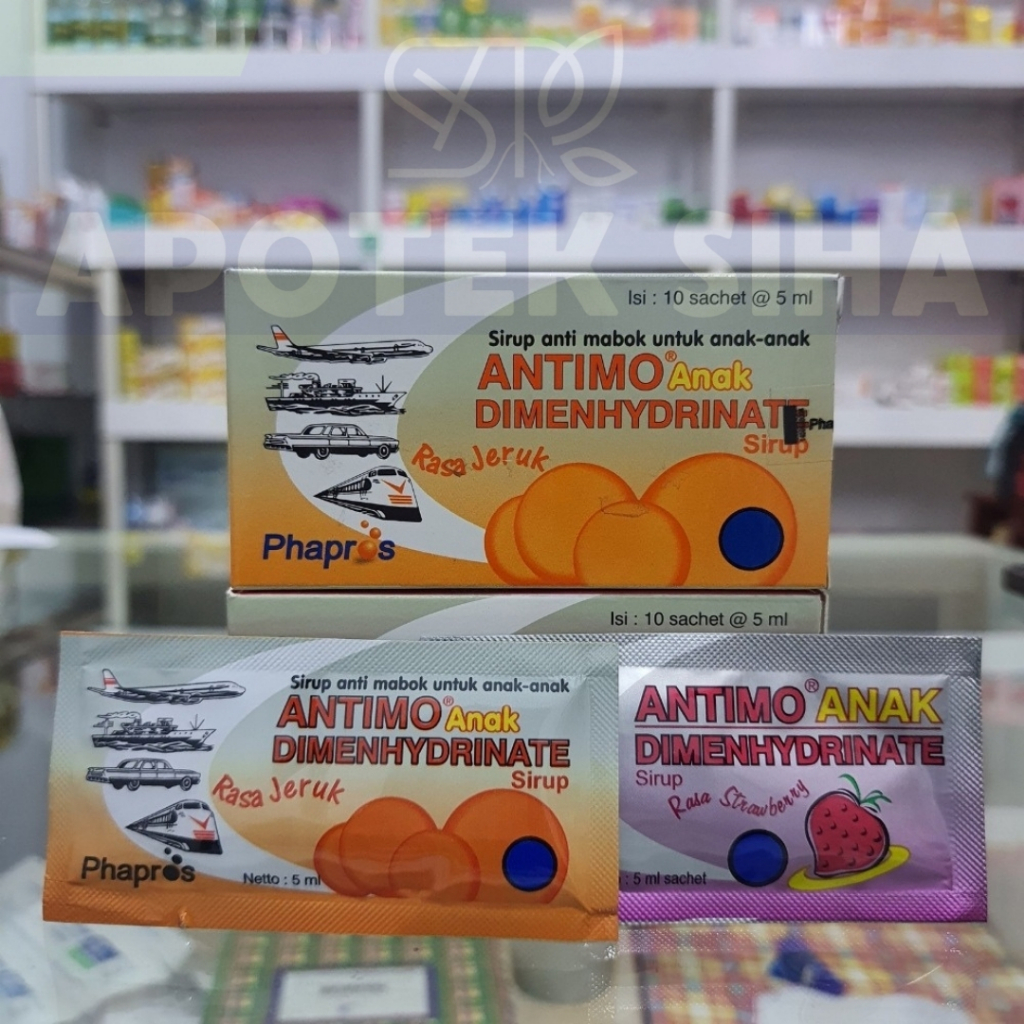 APOTEK SIHA
Isi : 10 sachet @ 5 ml
Sirup anti mabok untuk anak-anak
ANTIMO® Anak
DIMENHYDRINATE
Pha
Sirup
Rasa Jeruk
Phapros
Isi : 10 sachet @ 5 ml
Sirup anti mabok untuk anak-anak
ANTIMO® Anak
DIMENHYDRINATE
Sirup
Rasa Jeruk
Phapros
Netto : 5 ml
ANTIMO® ANAK
DIMENHYDRINATE
Sirup
Rasa Strawberry
: 5 ml sachet